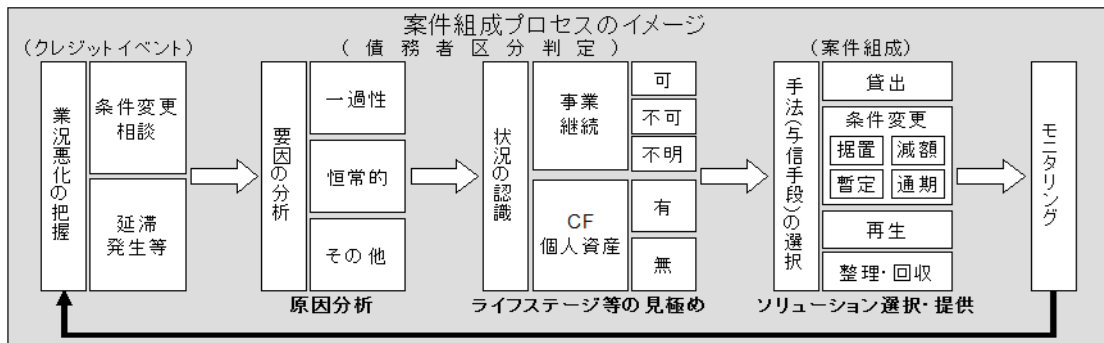 案件組成プロセスのイメージ
(クレジットイベント)
(債務者区分判定)
(案件組成)
業況悪化の把握
条件変更
相談
延滞
発生等
要因の分析
一過性
恒常的
その他
原因分析
状況の認識
事業
継続
可
不可
不明
CF
個人資産
有
無
ライフステージ等の見極め
手法(与信手段)の選択
貸出
条件変更
据置
減額
暫定
通期
再生
整理・回収
ソリューション選択・提供
モニタリング